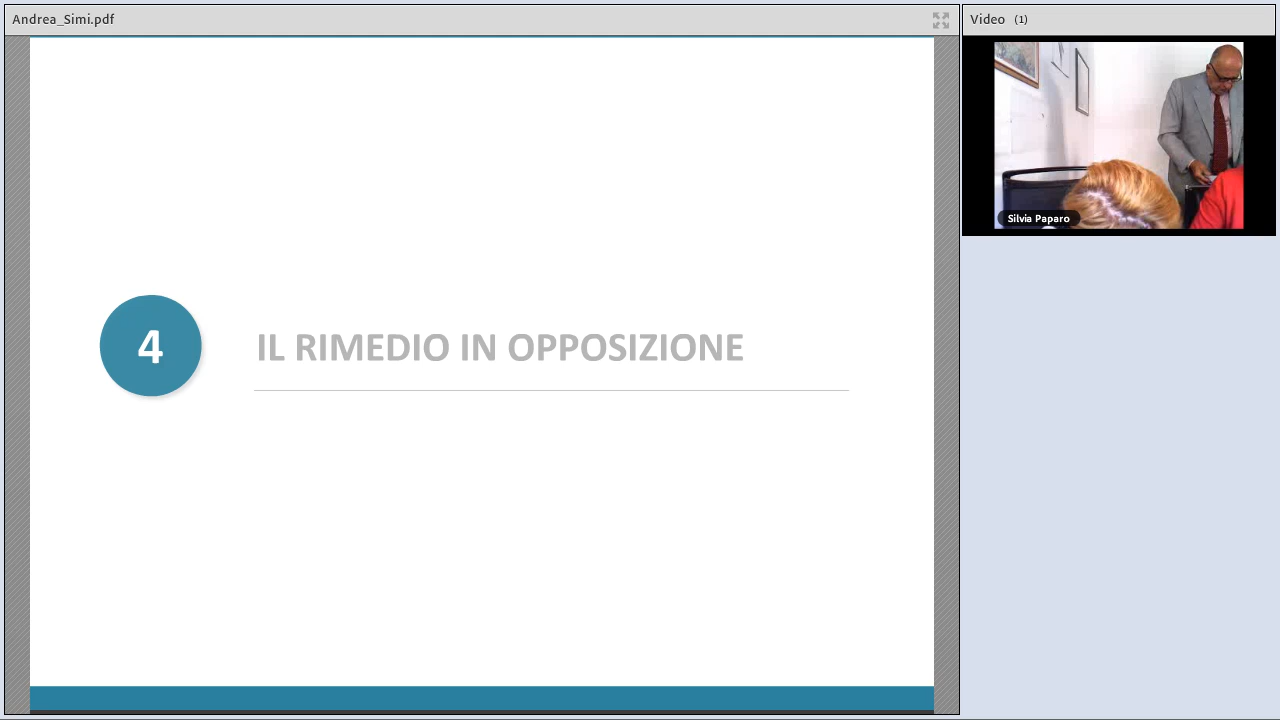 Andrea_Simi.pdf
Video (1)
Silvia Paparo
4
IL RIMEDIO IN OPPOSIZIONE